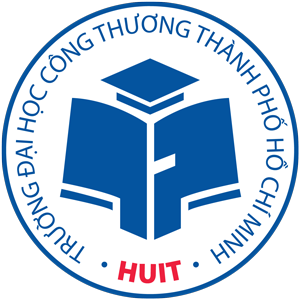 TRƯỜNG ĐẠI HỌC CÔNG THƯƠNG THÀNH PHỐ HỒ CHÍ MINH
HUIT